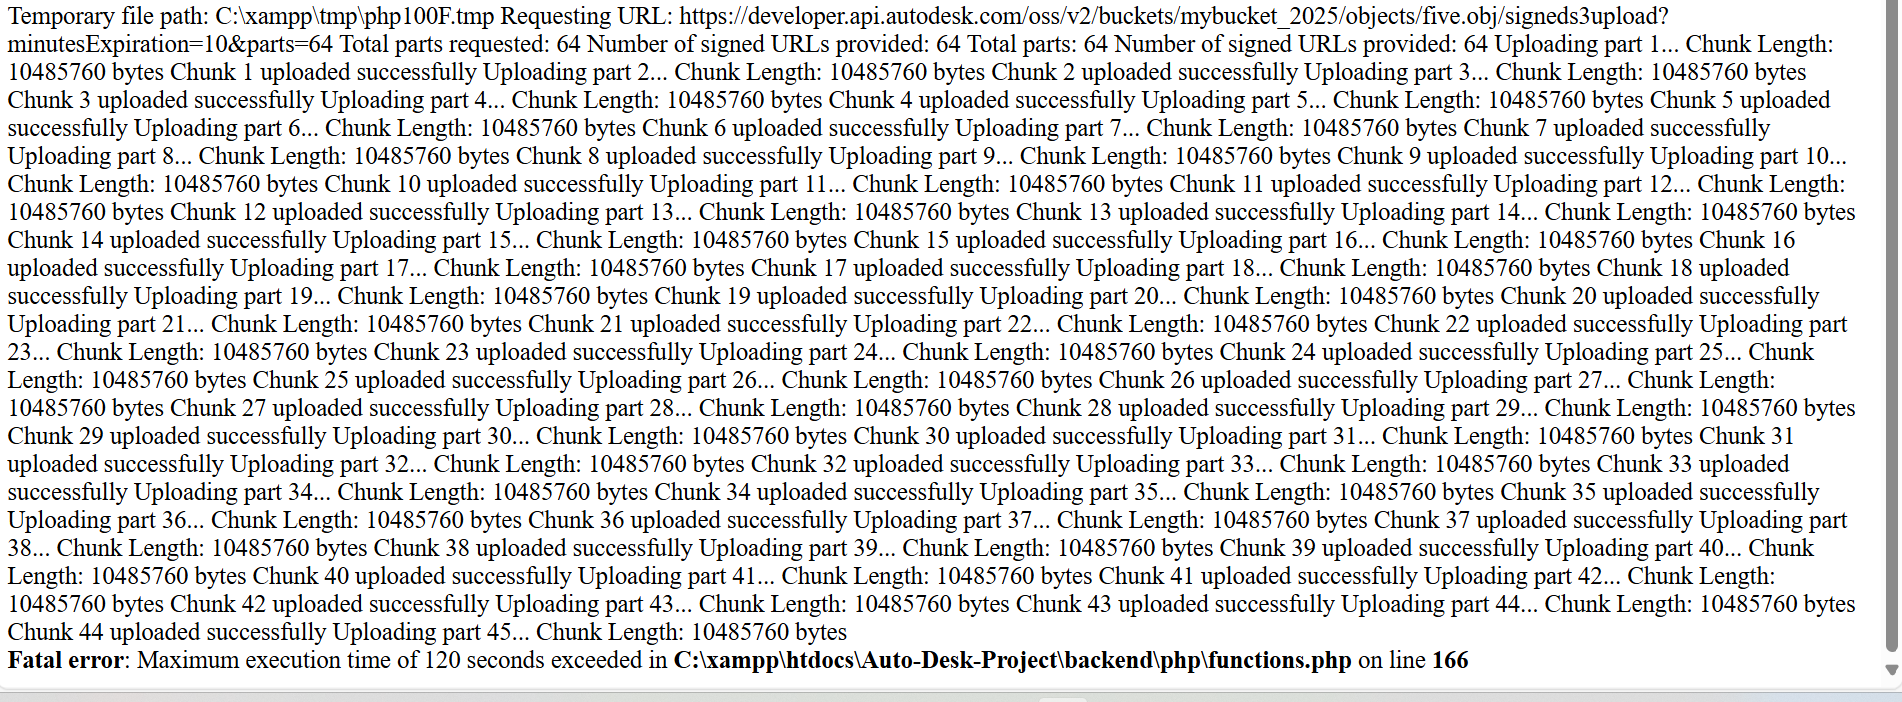 Temporary file path: C:\xampp\tmp\php100F.tmp Requesting URL: https://developer.api.autodesk.com/oss/v2/buckets/mybucket_2025/objects/five.obj/signeds3upload?
minutesExpiration=10&parts=64 Total parts requested: 64 Number of signed URLs provided: 64 Total parts: 64 Number of signed URLs provided: 64 Uploading part 1... Chunk Length:
10485760 bytes Chunk 1 uploaded successfully Uploading part 2... Chunk Length: 10485760 bytes Chunk 2 uploaded successfully Uploading part 3... Chunk Length: 10485760 bytes
Chunk 3 uploaded successfully Uploading part 4... Chunk Length: 10485760 bytes Chunk 4 uploaded successfully Uploading part 5... Chunk Length: 10485760 bytes Chunk 5 uploaded
successfully Uploading part 6... Chunk Length: 10485760 bytes Chunk 6 uploaded successfully Uploading part 7... Chunk Length: 10485760 bytes Chunk 7 uploaded successfully
Uploading part 8... Chunk Length: 10485760 bytes Chunk 8 uploaded successfully Uploading part 9... Chunk Length: 10485760 bytes Chunk 9 uploaded successfully Uploading part 10...
Chunk Length: 10485760 bytes Chunk 10 uploaded successfully Uploading part 11... Chunk Length: 10485760 bytes Chunk 11 uploaded successfully Uploading part 12... Chunk Length:
10485760 bytes Chunk 12 uploaded successfully Uploading part 13... Chunk Length: 10485760 bytes Chunk 13 uploaded successfully Uploading part 14... Chunk Length: 10485760 bytes
Chunk 14 uploaded successfully Uploading part 15... Chunk Length: 10485760 bytes Chunk 15 uploaded successfully Uploading part 16... Chunk Length: 10485760 bytes Chunk 16
uploaded successfully Uploading part 17... Chunk Length: 10485760 bytes Chunk 17 uploaded successfully Uploading part 18... Chunk Length: 10485760 bytes Chunk 18 uploaded
successfully Uploading part 19... Chunk Length: 10485760 bytes Chunk 19 uploaded successfully Uploading part 20... Chunk Length: 10485760 bytes Chunk 20 uploaded successfully
Uploading part 21... Chunk Length: 10485760 bytes Chunk 21 uploaded successfully Uploading part 22... Chunk Length: 10485760 bytes Chunk 22 uploaded successfully Uploading part
23... Chunk Length: 10485760 bytes Chunk 23 uploaded successfully Uploading part 24... Chunk Length: 10485760 bytes Chunk 24 uploaded successfully Uploading part 25... Chunk
Length: 10485760 bytes Chunk 25 uploaded successfully Uploading part 26... Chunk Length: 10485760 bytes Chunk 26 uploaded successfully Uploading part 27... Chunk Length:
10485760 bytes Chunk 27 uploaded successfully Uploading part 28... Chunk Length: 10485760 bytes Chunk 28 uploaded successfully Uploading part 29... Chunk Length: 10485760 bytes
Chunk 29 uploaded successfully Uploading part 30... Chunk Length: 10485760 bytes Chunk 30 uploaded successfully Uploading part 31... Chunk Length: 10485760 bytes Chunk 31
uploaded successfully Uploading part 32... Chunk Length: 10485760 bytes Chunk 32 uploaded successfully Uploading part 33... Chunk Length: 10485760 bytes Chunk 33 uploaded
successfully Uploading part 34... Chunk Length: 10485760 bytes Chunk 34 uploaded successfully Uploading part 35... Chunk Length: 10485760 bytes Chunk 35 uploaded successfully
Uploading part 36... Chunk Length: 10485760 bytes Chunk 36 uploaded successfully Uploading part 37... Chunk Length: 10485760 bytes Chunk 37 uploaded successfully Uploading part
38... Chunk Length: 10485760 bytes Chunk 38 uploaded successfully Uploading part 39... Chunk Length: 10485760 bytes Chunk 39 uploaded successfully Uploading part 40... Chunk
Length: 10485760 bytes Chunk 40 uploaded successfully Uploading part 41... Chunk Length: 10485760 bytes Chunk 41 uploaded successfully Uploading part 42... Chunk Length:
10485760 bytes Chunk 42 uploaded successfully Uploading part 43... Chunk Length: 10485760 bytes Chunk 43 uploaded successfully Uploading part 44... Chunk Length: 10485760 bytes
Chunk 44 uploaded successfully Uploading part 45... Chunk Length: 10485760 bytes
Fatal error: Maximum execution time of 120 seconds exceeded in C:\xampp\htdocs\Auto-Desk-Project\backend\php\functions.php on line 166